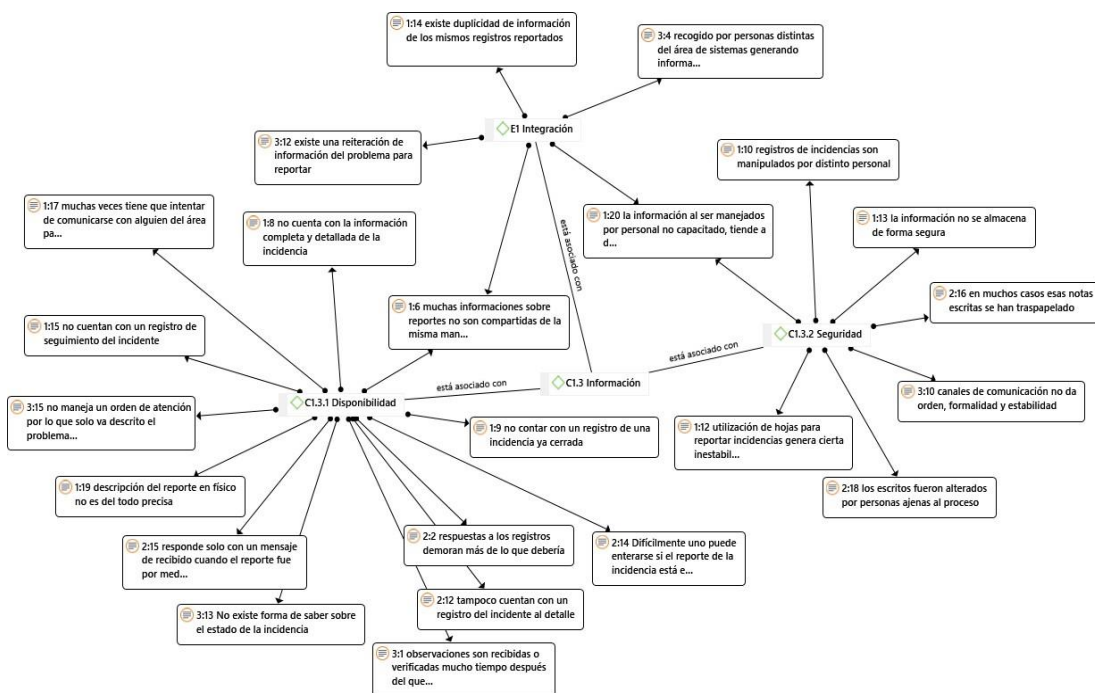 1:14 existe duplicidad de información
de los mismos registros reportados
3:4 recogido por personas distintas
del área de sistemas generando
informa...
E1 Integración
3:12 existe una reiteración de
información del problema para
reportar
1:10 registros de incidencias son
manipulados por distinto personal
1:17 muchas veces tiene que intentar
de comunicarse con alguien del área
pa...
1:8 no cuenta con la información
completa y detallada de la
incidencia
está asociado con
1:20 la información al ser manejados
por personal no capacitado, tiende a
d...
1:13 la información no se almacena
de forma segura
1:6 muchas informaciones sobre
reportes no son compartidas de la
misma man...
2:16 en muchos casos esas notas
escritas se han traspapelado
1:15 no cuentan con un registro de
seguimiento del incidente
C1.3.2 Seguridad
está asociado con
C1.3 Información
está asociado con
3:10 canales de comunicación no da
orden, formalidad y estabilidad
C1.3.1 Disponibilidad
3:15 no maneja un orden de atención
por lo que solo va descrito el
problema...
1:9 no contar con un registro de una
incidencia ya cerrada
1:12 utilización de hojas para
reportar incidencias genera cierta
inestabil...
1:19 descripción del reporte en físico
no es del todo precisa
2:18 los escritos fueron alterados
por personas ajenas al proceso
2:15 responde solo con un mensaje
de recibido cuando el reporte fue
por med...
2:2 respuestas a los registros
demoran más de lo que debería
2:14 Difícilmente uno puede
enterarse si el reporte de la
incidencia está e...
3:13 No existe forma de saber sobre
el estado de la incidencia
2:12 tampoco cuentan con un
registro del incidente al detalle
3:1 observaciones son recibidas o
verificadas mucho tiempo después
del que...